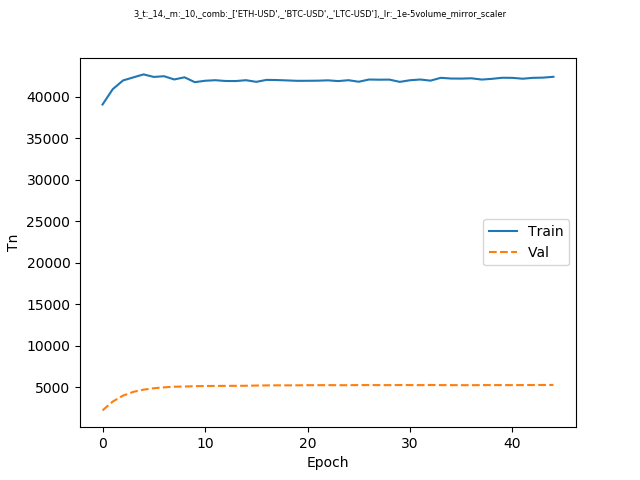 3_t:_14,_m:_10,_comb:_['ETH-USD',_'BTC-USD',_'LTC-USD'],_lr:_1e-5volume_mirror_scaler
40000
35000
30000
25000
20000
15000
10000
5000
Tn
Train
Val
0 10 20 30 40
Epoch